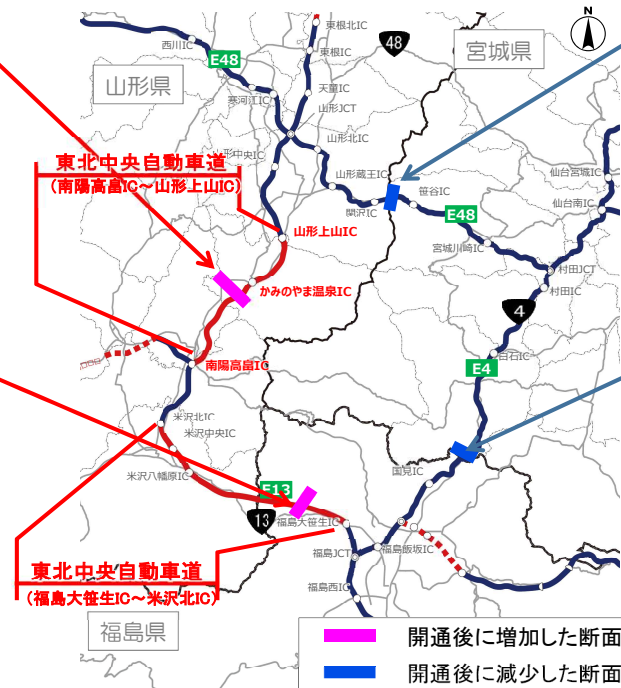 東北中央自動車道
(南陽高畠IC～山形上山IC)
東北中央自動車道
(福島大笹生IC～米沢北IC)
山形県
宮城県
福島県
N
E48
48
E48
4
E4
E13
13
西川IC
東根北IC
東根IC
天童IC
寒河江IC
山形JCT
山形北IC
山形中央IC
山形蔵王IC
関沢IC
笹谷IC
宮城川崎IC
仙台宮城IC
仙台南IC
村田JCT
村田IC
白石IC
国見IC
山形上山IC
かみのやま温泉IC
南陽高畠IC
米沢北IC
米沢中央IC
米沢八幡原IC
福島大笹生IC
福島JCT
福島飯坂IC
福島西IC
開通後に増加した断面
開通後に減少した断面